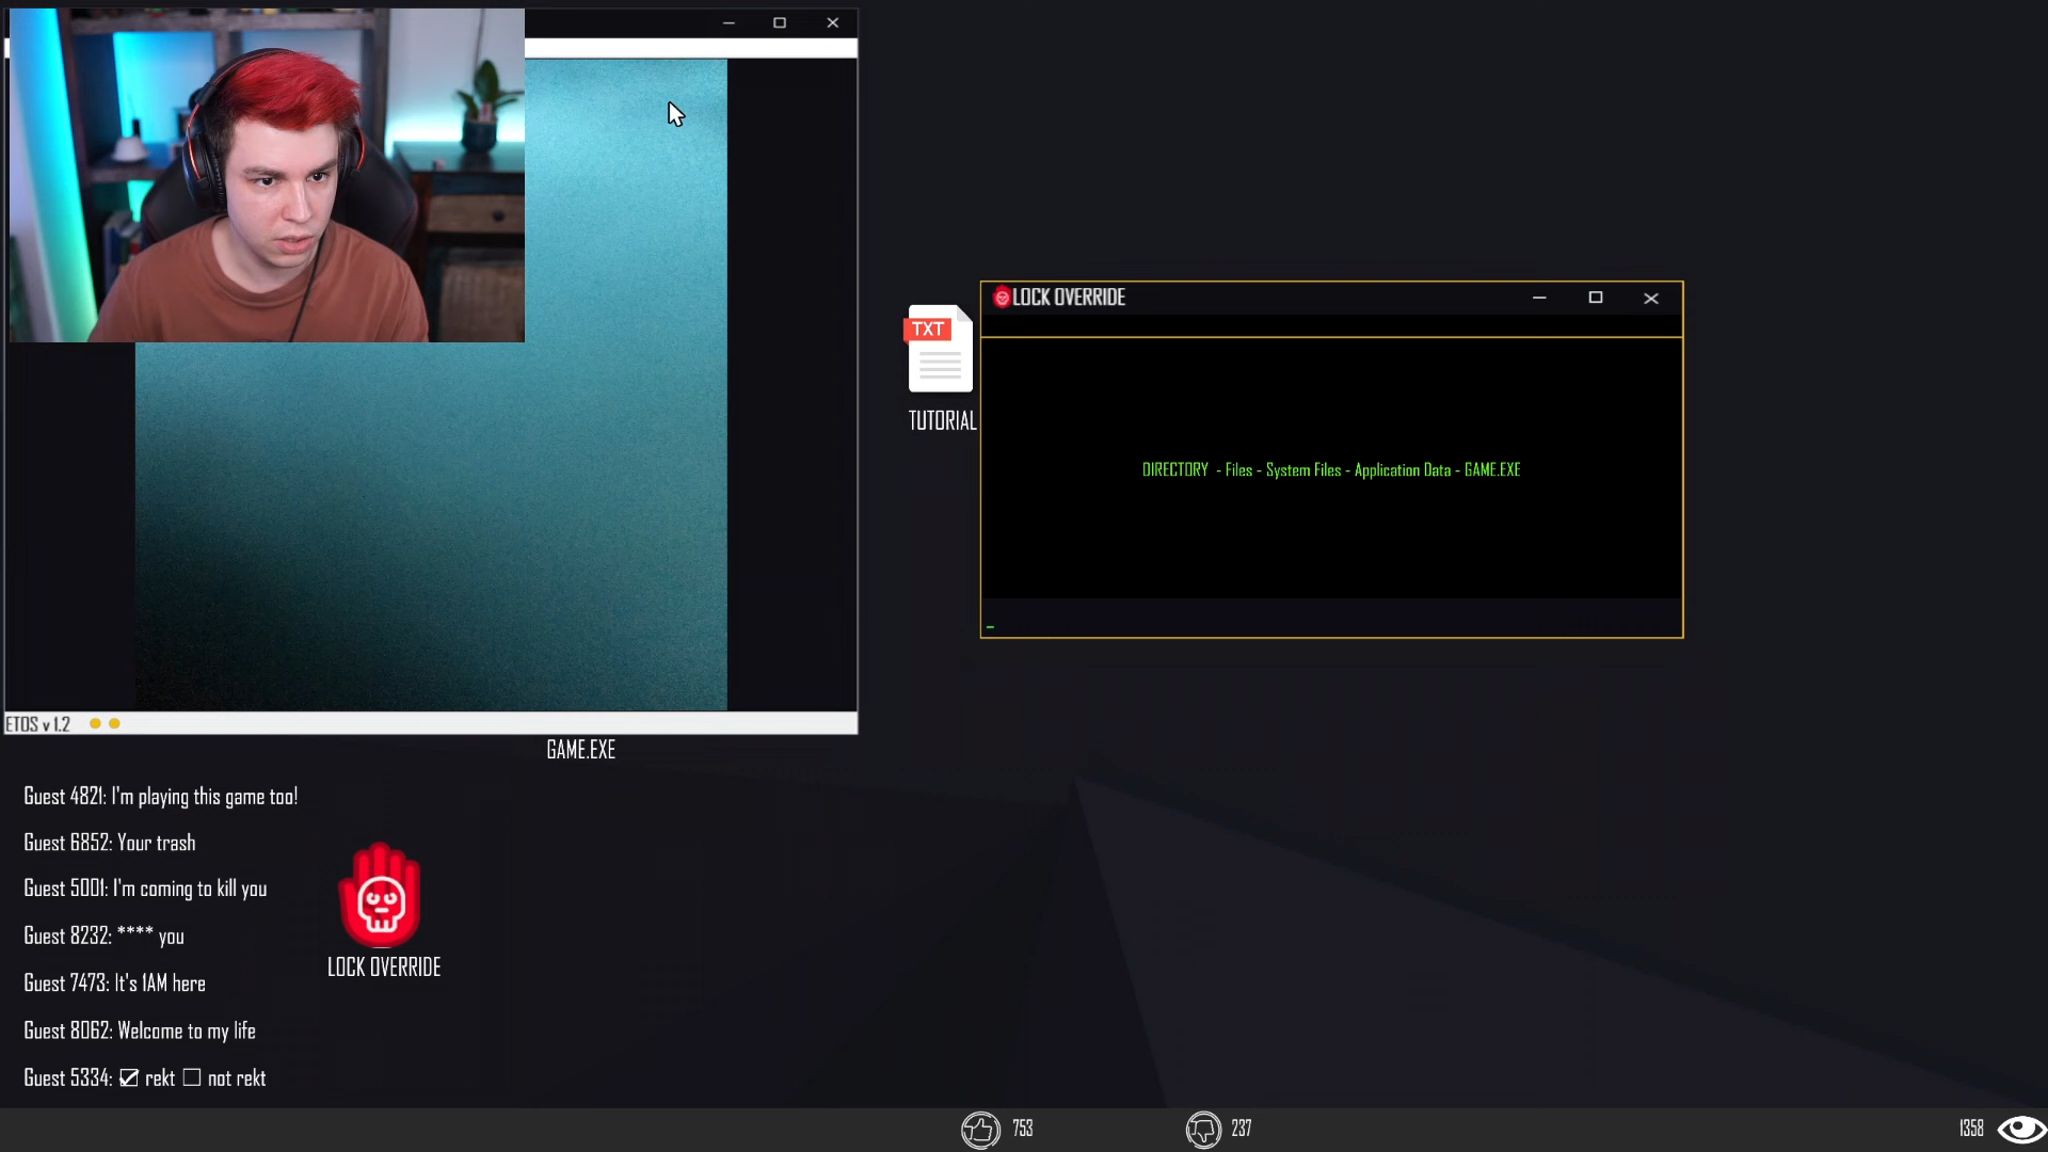 LOCK OVERRIDE
TXT
TUTORIAL
DIRECTORY - Files - System Files - Application Data - GAME.EXE
ETOS v 1.2
GAME.EXE
Guest 4821: I'm playing this game too!
Guest 6852: Your trash
Guest 5001: I'm coming to kill you
Guest 8232: **** you
Guest 7473: It's 1AM here
Guest 8062: Welcome to my life
Guest 5334: ☑ rekt ☐ not rekt
LOCK OVERRIDE
753
237
1358